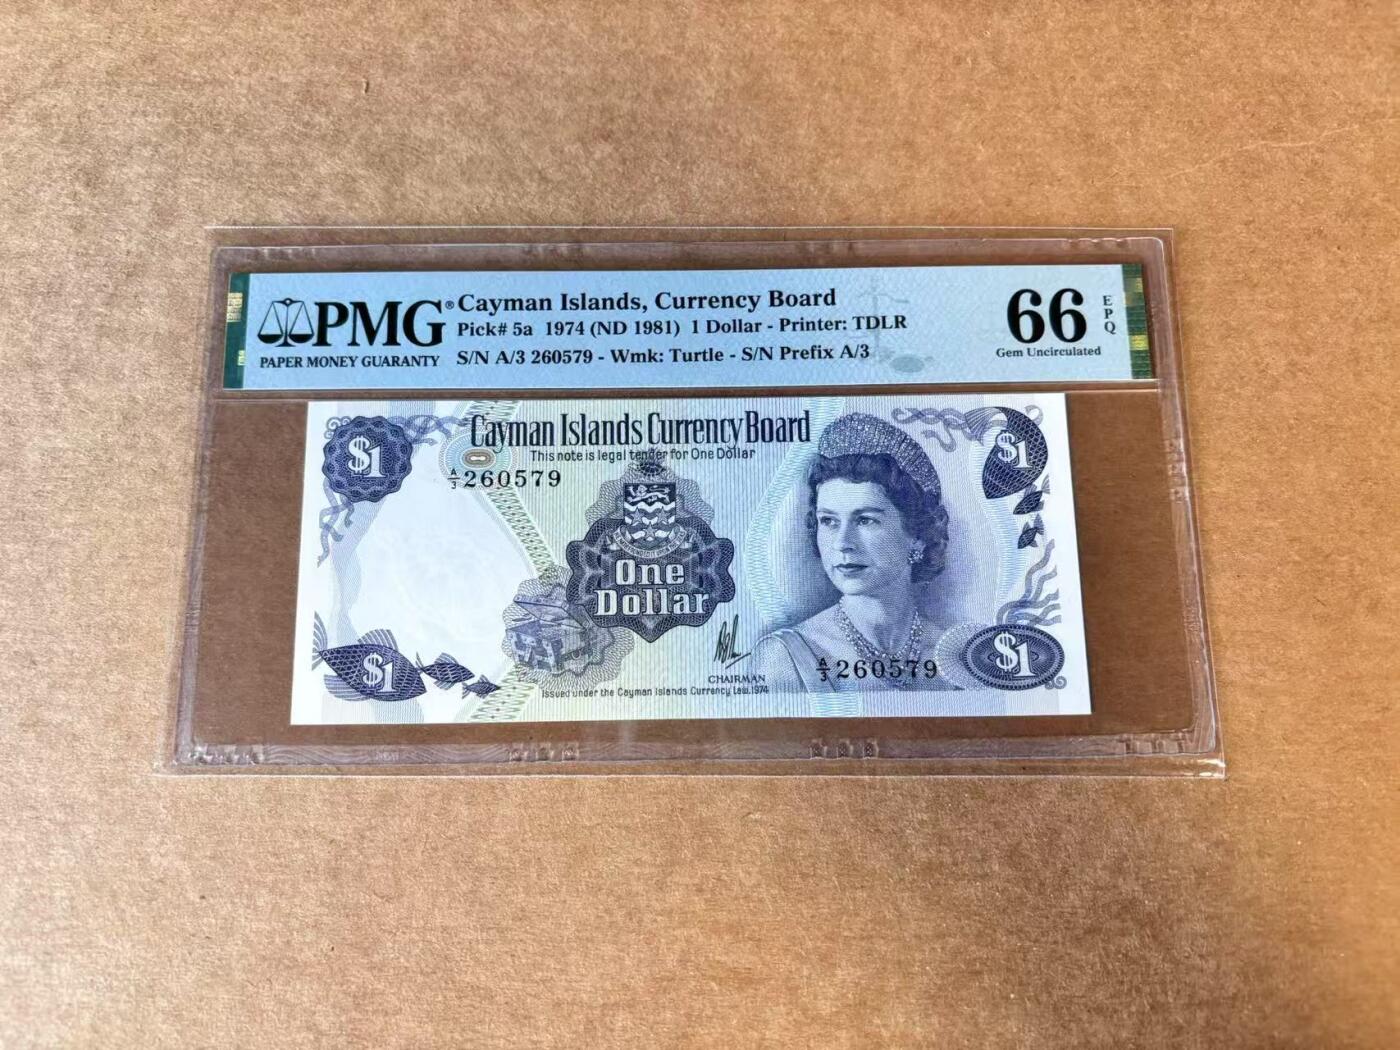 PMG®
PAPER MONEY GUARANTY
Cayman Islands, Currency Board
Pick# 5a 1974 (ND 1981) 1 Dollar - Printer: TDLR
S/N A/3 260579 - Wmk: Turtle - S/N Prefix A/3
66
EPQ
Gem Uncirculated
$1
Cayman Islands Currency Board
This note is legal tender for One Dollar
A/3 260579
$1
One
Dollar
CHAIRMAN
A/3 260579
$1
$1
Issued under the Cayman Islands Currency Law, 1974